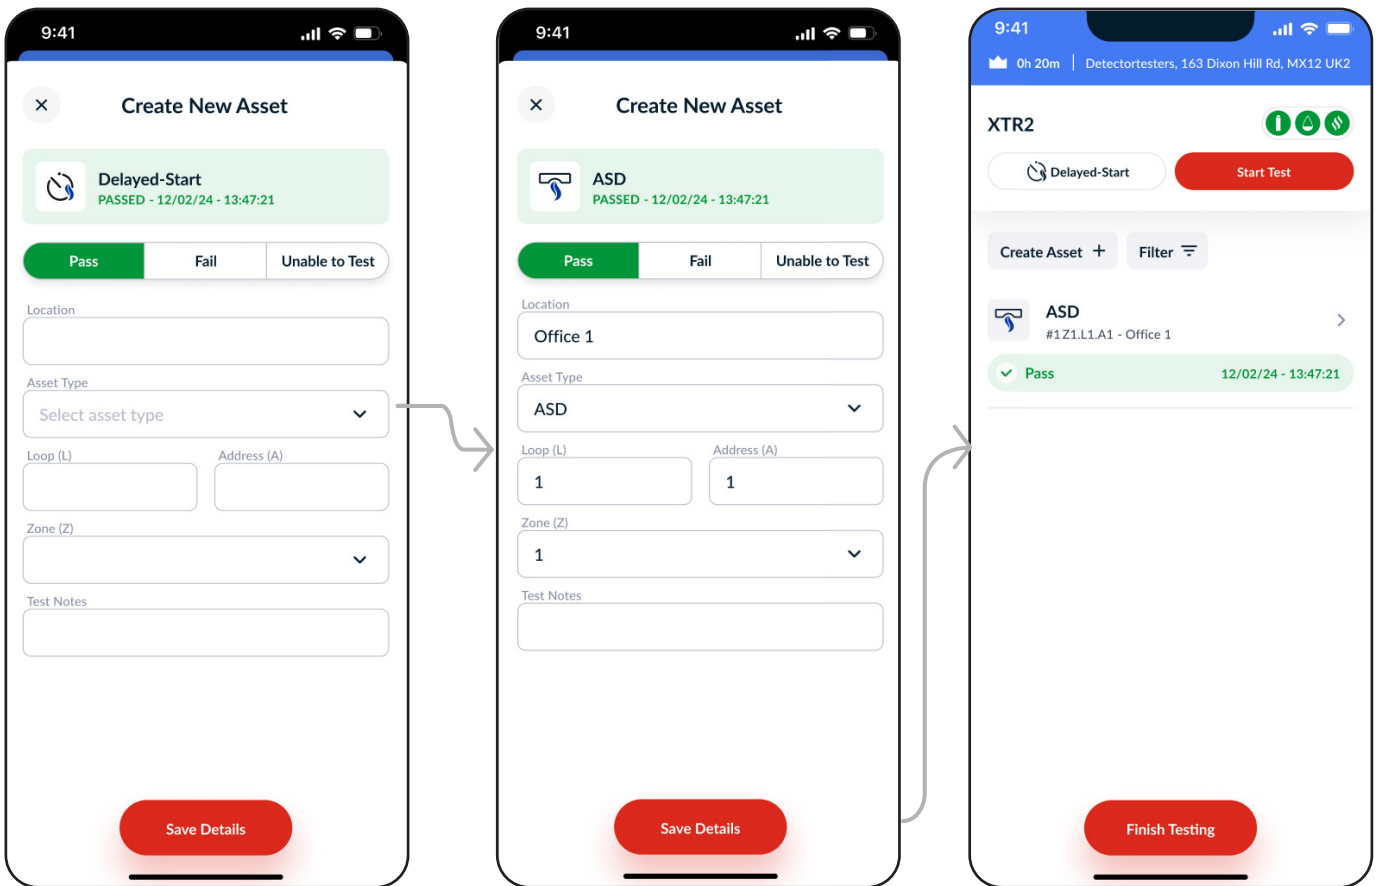 9:41
Create New Asset
Delayed-Start
PASSED - 12/02/24 - 13:47:21
Pass
Fail
Unable to Test
Location
Asset Type
Select asset type
Loop (L)
Address (A)
Zone (Z)
Test Notes
Save Details
9:41
Create New Asset
ASD
PASSED - 12/02/24 - 13:47:21
Pass
Fail
Unable to Test
Location
Office 1
Asset Type
ASD
Loop (L)
Address (A)
1
1
Zone (Z)
1
Test Notes
Save Details
9:41
0h 20m
Detectortesters, 163 Dixon Hill Rd, MX12 UK2
XTR2
Delayed-Start
Start Test
Create Asset
Filter
ASD
#1Z1.L1.A1 - Office 1
Pass
12/02/24 - 13:47:21
Finish Testing